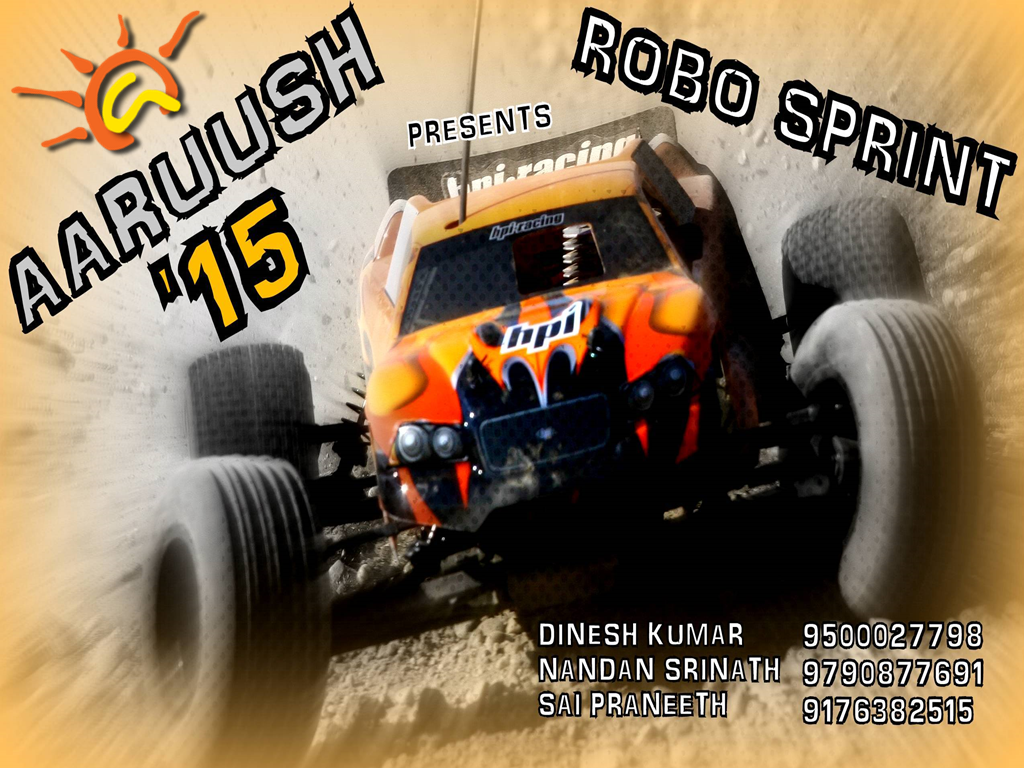 AARUUSH
'15
PRESENTS
ROBO SPRINT
hpi-racing
hpi-racing
hpi
DINESH KUMAR 9500027798
NANDAN SRINATH 9790877691
SAI PRANEETH 9176382515